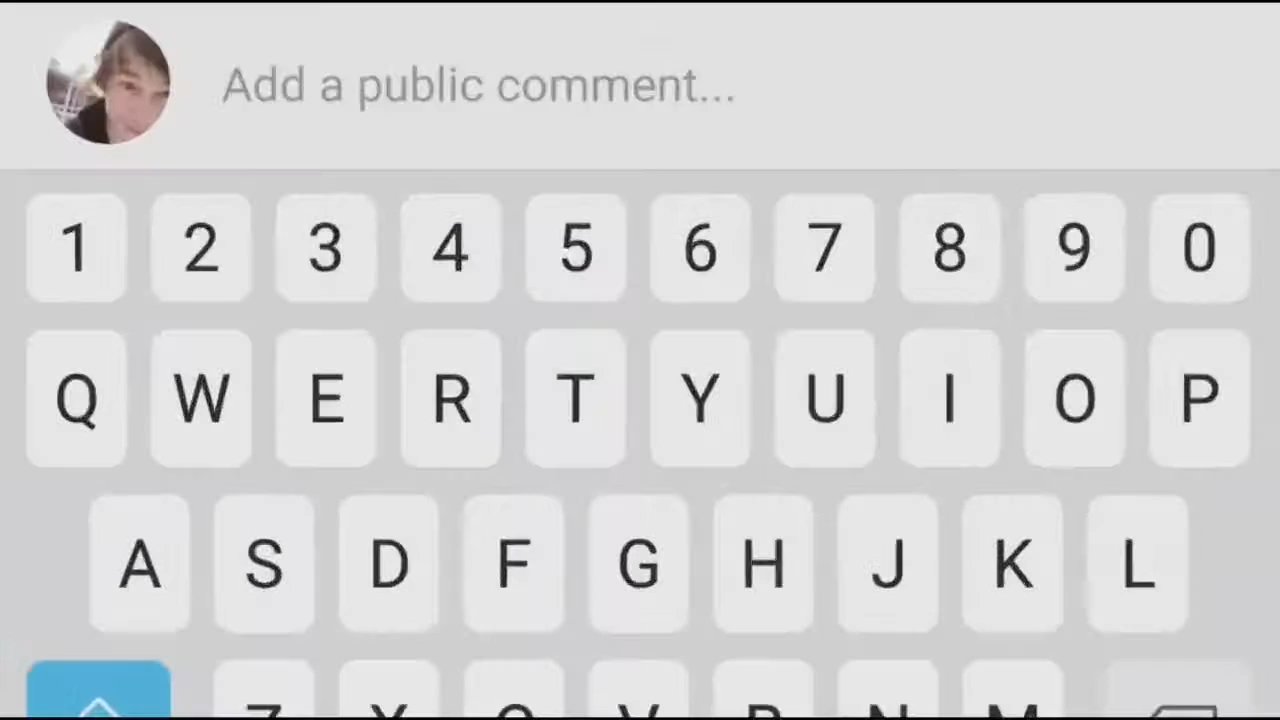 Add a public comment...
1 2 3 4 5 6 7 8 9 0
Q W E R T Y U I O P
A S D F G H J K L
Z X C V B N M